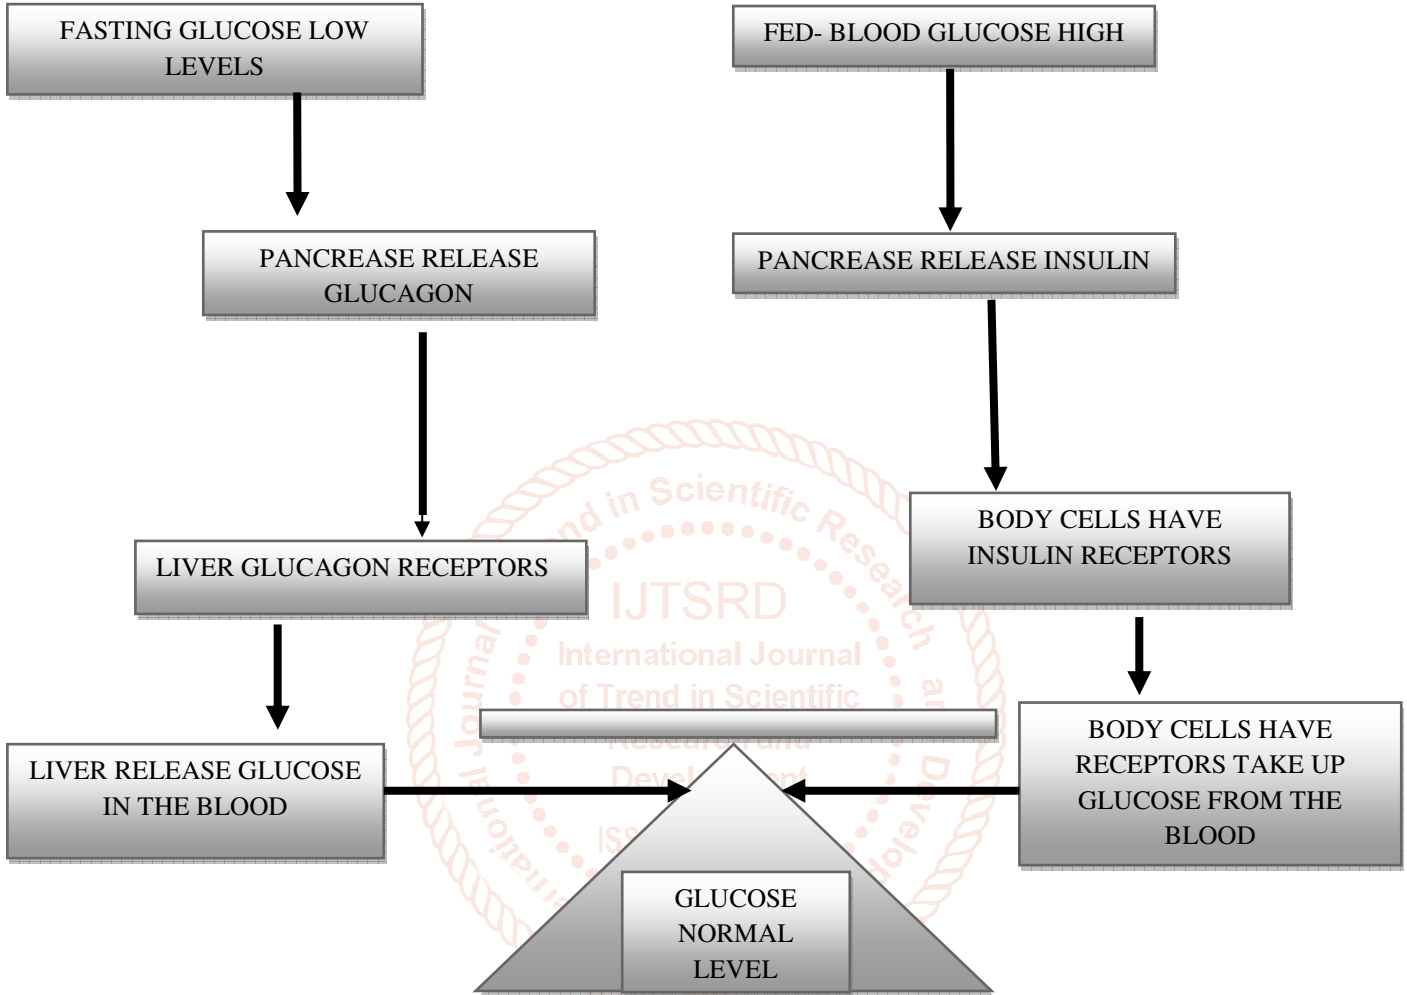 FASTING GLUCOSE LOW
LEVELS
FED- BLOOD GLUCOSE HIGH
PANCREASE RELEASE
GLUCAGON
PANCREASE RELEASE INSULIN
BODY CELLS HAVE
INSULIN RECEPTORS
LIVER GLUCAGON RECEPTORS
LIVER RELEASE GLUCOSE
IN THE BLOOD
BODY CELLS HAVE
RECEPTORS TAKE UP
GLUCOSE FROM THE
BLOOD
GLUCOSE
NORMAL
LEVEL
in Scientific Research
Journal
IJTSRD
International Journal
of Trend in Scientific